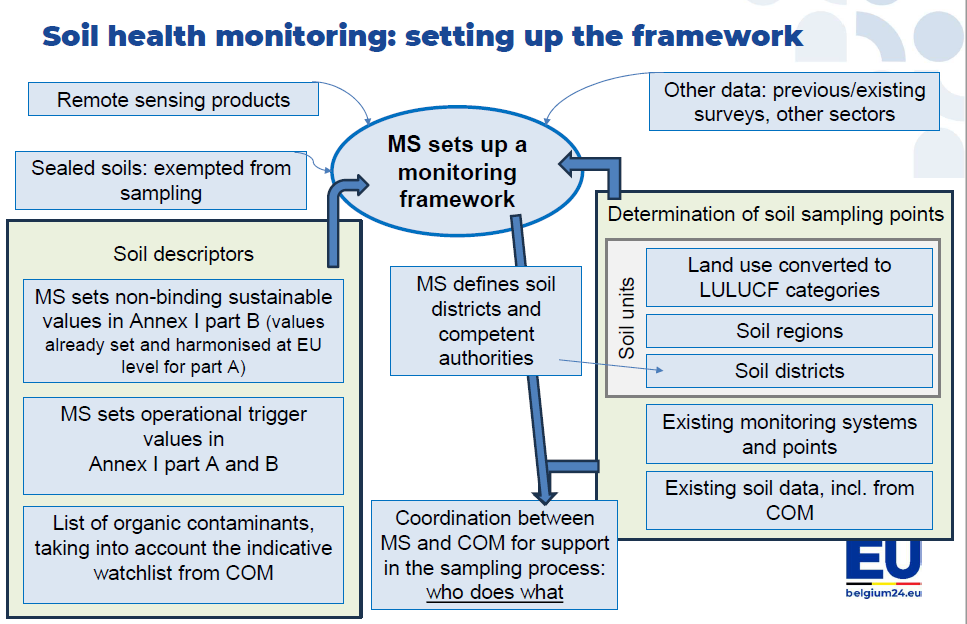 Soil health monitoring: setting up the framework
Remote sensing products
Other data: previous/existing
surveys, other sectors
MS sets up a
monitoring
framework
Sealed soils: exempted from
sampling
Soil descriptors
MS sets non-binding sustainable
values in Annex I part B (values
already set and harmonised at EU
level for part A)
MS sets operational trigger
values in
Annex I part A and B
List of organic contaminants,
taking into account the indicative
watchlist from COM
MS defines soil
districts and
competent
authorities
Coordination between
MS and COM for support
in the sampling process:
who does what
Determination of soil sampling points
Soil units
Land use converted to
LULUCF categories
Soil regions
Soil districts
Existing monitoring systems
and points
Existing soil data, incl. from
COM
EU
belgium24.eu